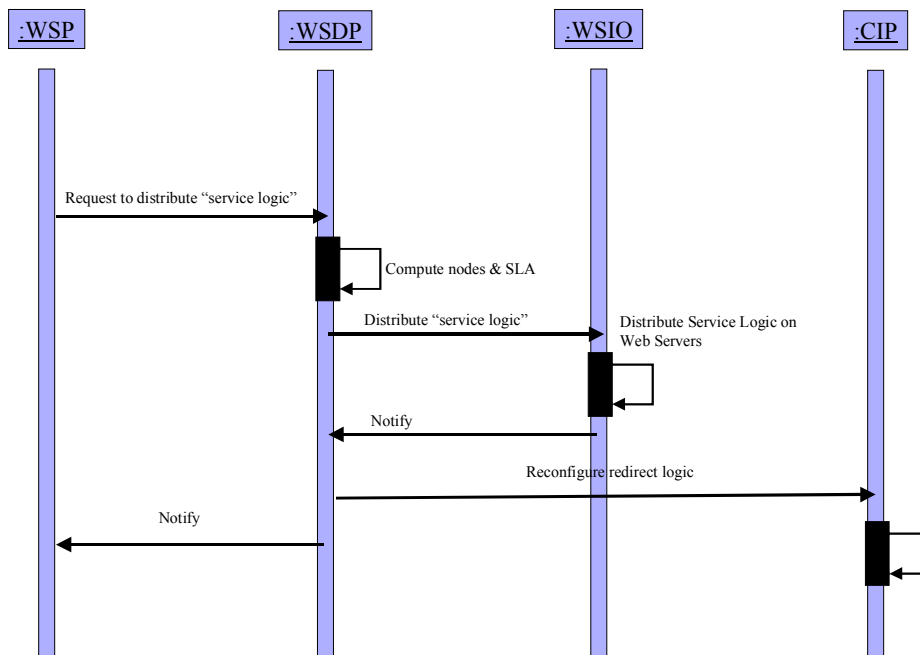 :WSP
:WSDP
:WSIO
:CIP
Request to distribute “service logic”
Compute nodes & SLA
Distribute “service logic”
Distribute Service Logic on
Web Servers
Notify
Reconfigure redirect logic
Notify